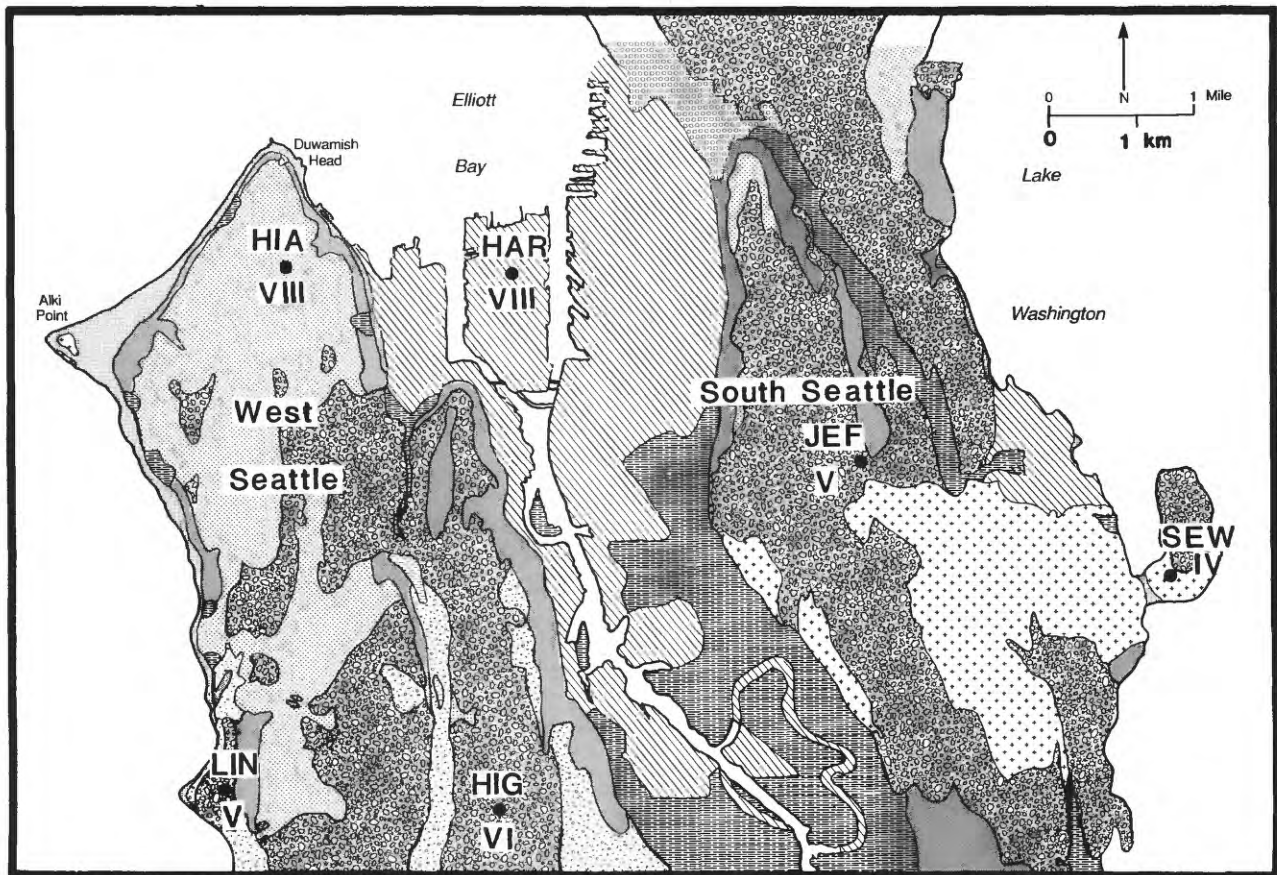 Elliott
Bay
Duwamish
Head
0 N 1 Mile
0 1 km
Lake
Washington
HIA
VIII
HAR
VIII
Alki
Point
West
Seattle
South Seattle
JEF
V
SEW
IV
LIN
V
HIG
VI